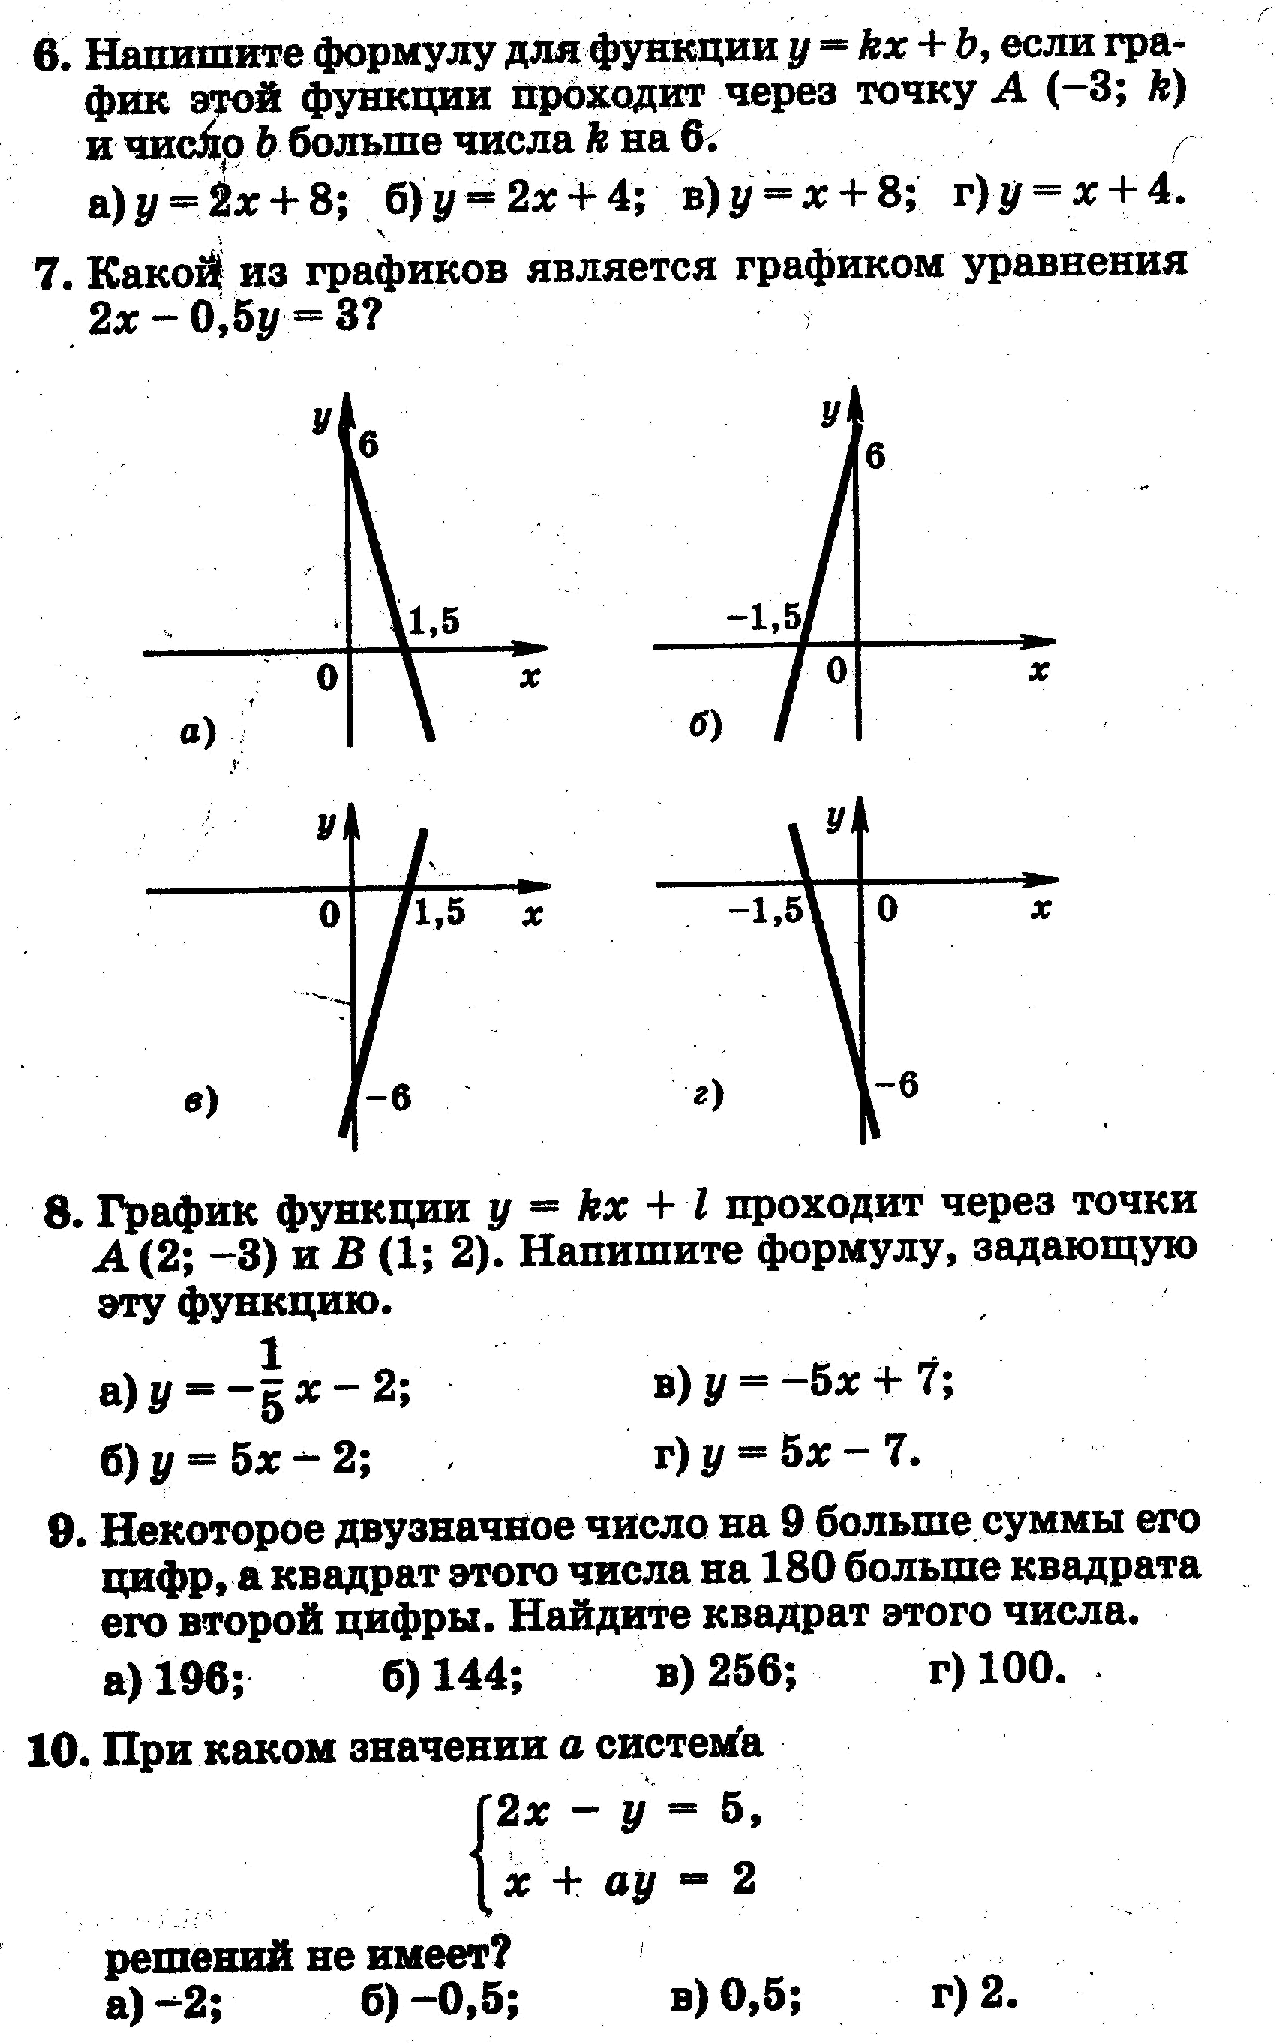 6. Напишите формулу для функции y = kx + b, если гра-
фик этой функции проходит через точку A (−3; k)
и число b больше числа k на 6.
а) y = 2x + 8; б) y = 2x + 4; в) y = x + 8; г) y = x + 4.
7. Какой из графиков является графиком уравнения
2x − 0,5y = 3?
y
6
1,5
0
x
а)
y
6
−1,5
0
x
б)
y
0
1,5
x
−6
в)
y
−1,5
0
x
−6
г)
8. График функции y = kx + l проходит через точки
A (2; −3) и B (1; 2). Напишите формулу, задающую
эту функцию.
а) y = −1/5 x − 2; в) y = −5x + 7;
б) y = 5x − 2; г) y = 5x − 7.
9. Некоторое двузначное число на 9 больше суммы его
цифр, а квадрат этого числа на 180 больше квадрата
его второй цифры. Найдите квадрат этого числа.
а) 196; б) 144; в) 256; г) 100.
10. При каком значении a система
2x − y = 5,
x + ay = 2
решений не имеет?
а) −2; б) −0,5; в) 0,5; г) 2.